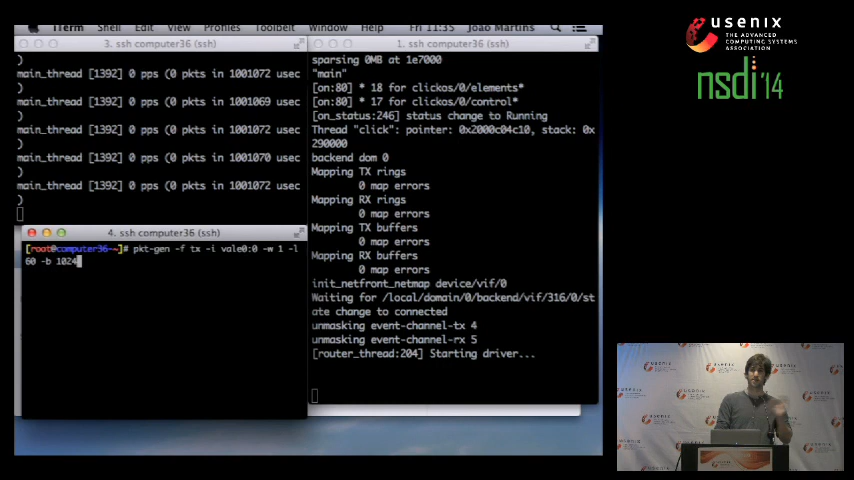 iTerm Shell Edit View Profiles Toolbelt Window Help Fri 11:35 João Martins
3. ssh computer36 (ssh)
)
main_thread [1392] 0 pps (0 pkts in 1001072 usec
)
main_thread [1392] 0 pps (0 pkts in 1001069 usec
)
main_thread [1392] 0 pps (0 pkts in 1001072 usec
)
main_thread [1392] 0 pps (0 pkts in 1001070 usec
)
main_thread [1392] 0 pps (0 pkts in 1001072 usec
)
4. ssh computer36 (ssh)
[root@computer36-~]# pkt-gen -f tx -i vale0:0 -w 1 -l
60 -b 1024
1. ssh computer36 (ssh)
sparsing 0MB at 1e7000
"main"
[on:80] * 18 for clickos/0/elements*
[on:80] * 17 for clickos/0/control*
[on_status:246] status change to Running
Thread "click": pointer: 0x2000c04c10, stack: 0x
290000
backend dom 0
Mapping TX rings
0 map errors
Mapping RX rings
0 map errors
Mapping TX buffers
0 map errors
Mapping RX buffers
0 map errors
init_netfront_netmap device/vif/0
Waiting for /local/domain/0/backend/vif/316/0/st
ate change to connected
unmasking event-channel-tx 4
unmasking event-channel-rx 5
[router_thread:204] Starting driver...
usenix
THE ADVANCED
COMPUTING SYSTEMS
ASSOCIATION
nsdi '14
usenix
usenix
usenix